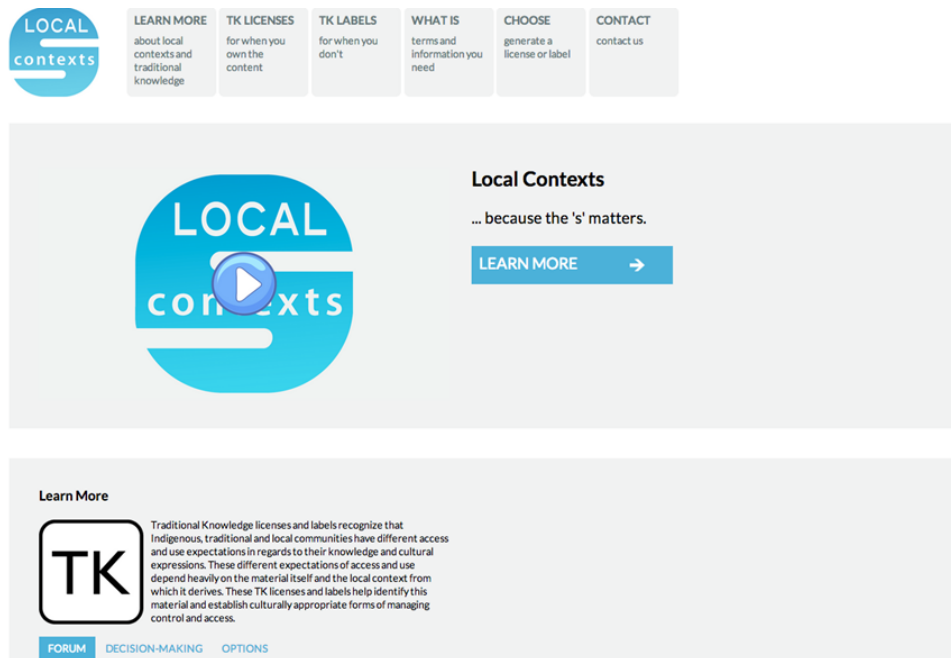 LOCAL
contexts
LEARN MORE
about local
contexts and
traditional
knowledge
TK LICENSES
for when you
own the
content
TK LABELS
for when you
don't
WHAT IS
terms and
information you
need
CHOOSE
generate a
license or label
CONTACT
contact us
LOCAL
contexts
Local Contexts
... because the 's' matters.
LEARN MORE →
Learn More
TK
Traditional Knowledge licenses and labels recognize that
Indigenous, traditional and local communities have different access
and use expectations in regards to their knowledge and cultural
expressions. These different expectations of access and use
depend heavily on the material itself and the local context from
which it derives. These TK licenses and labels help identify this
material and establish culturally appropriate forms of managing
control and access.
FORUM DECISION-MAKING OPTIONS